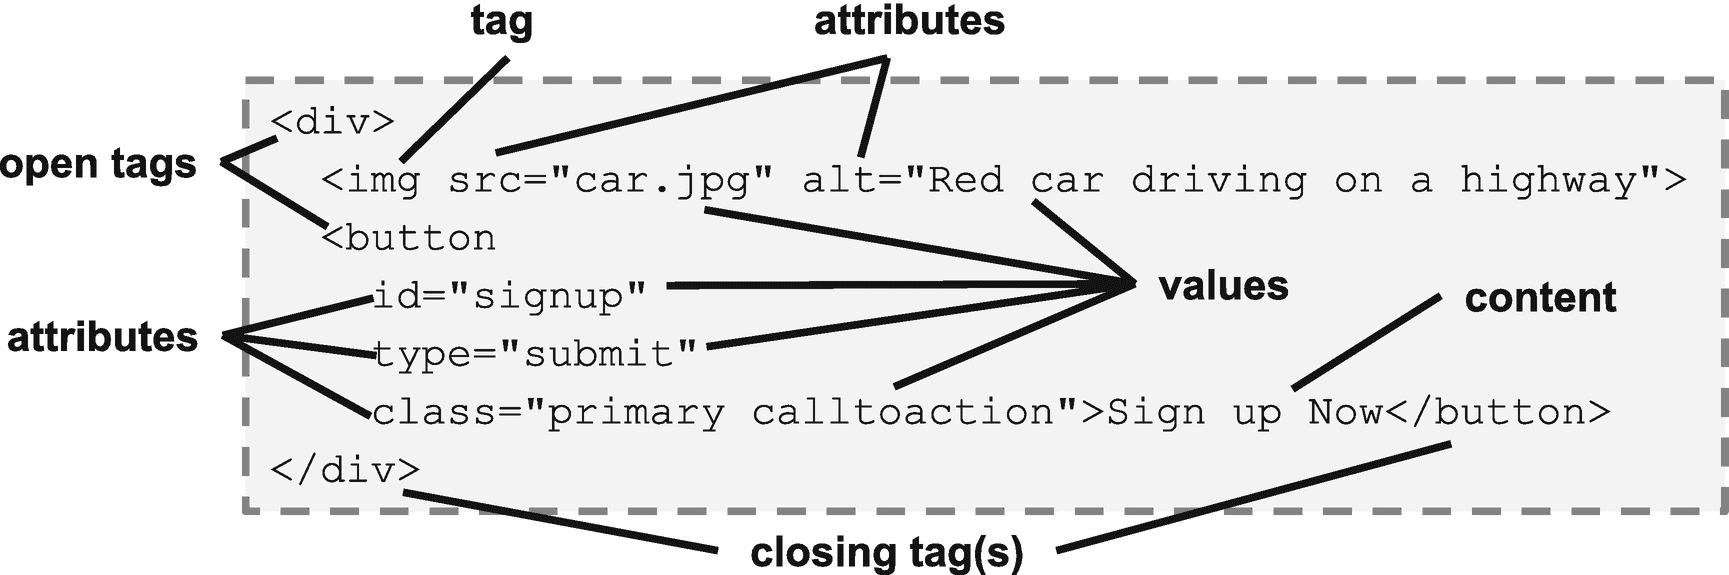 tag
attributes
<div>
open tags
<img src="car.jpg" alt="Red car driving on a highway">
<button
id="signup"
values
content
attributes
type="submit"
class="primary calltoaction">Sign up Now</button>
</div>
closing tag(s)